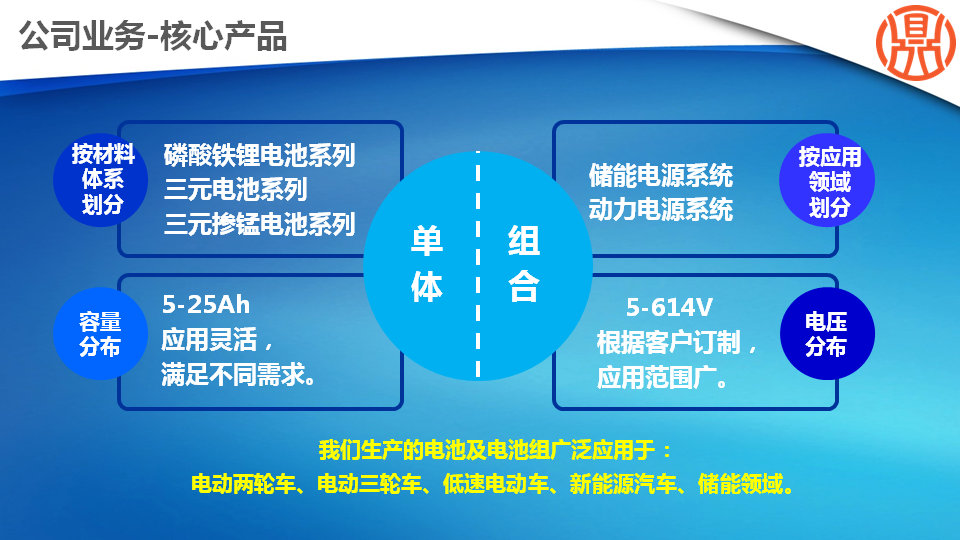 公司业务-核心产品
鼎
按材料
体系
划分
磷酸铁锂电池系列
三元电池系列
三元掺锰电池系列
容量
分布
5-25Ah
应用灵活，
满足不同需求。
单
体
组
合
储能电源系统
动力电源系统
按应用
领域
划分
5-614V
根据客户订制，
应用范围广。
电压
分布
我们生产的电池及电池组广泛应用于：
电动两轮车、电动三轮车、低速电动车、新能源汽车、储能领域。